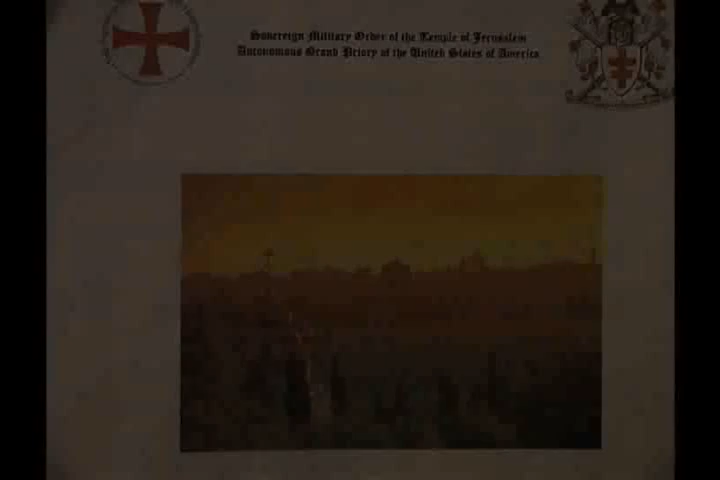 Sovereign Military Order of the Temple of Jerusalem
Autonomous Grand Priory of the United States of America